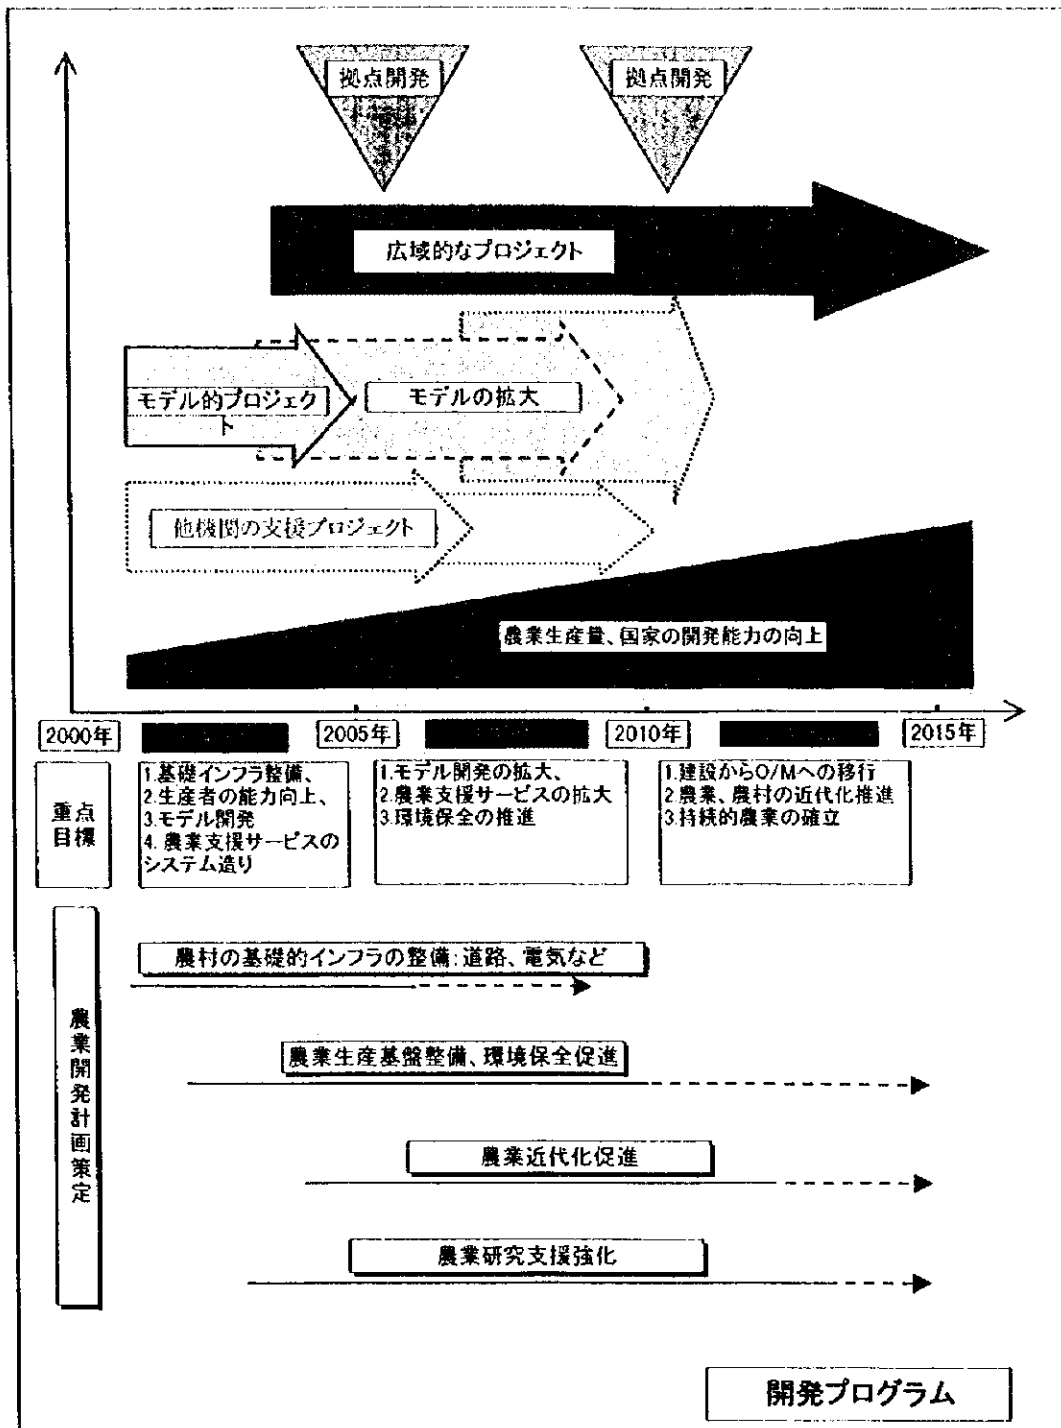 拠点開発
拠点開発
広域的なプロジェクト
モデル的プロジェク
ト
モデルの拡大
他機関の支援プロジェクト
農業生産量、国家の開発能力の向上
2000年
2005年
2010年
2015年
重点
目標
1.基礎インフラ整備、
2.生産者の能力向上、
3.モデル開発
4. 農業支援サービスの
システム造り
1.モデル開発の拡大、
2.農業支援サービスの拡大
3.環境保全の推進
1.建設からO/Mへの移行
2.農業、農村の近代化推進
3.持続的農業の確立
農業開発計画策定
農村の基礎的インフラの整備:道路、電気など
農業生産基盤整備、環境保全促進
農業近代化促進
農業研究支援強化
開発プログラム